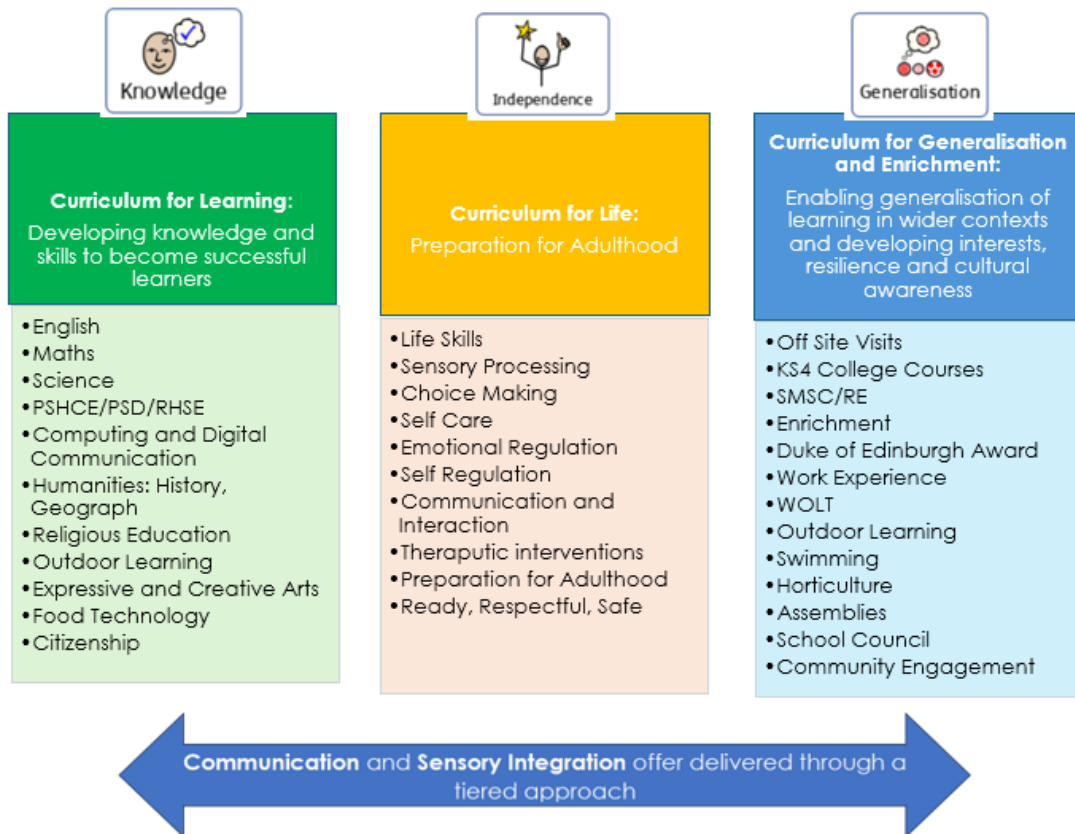 Knowledge
Curriculum for Learning:
Developing knowledge and
skills to become successful
learners
•English
•Maths
•Science
•PSHCE/PSD/RHSE
•Computing and Digital
Communication
•Humanities: History,
Geograph
•Religious Education
•Outdoor Learning
•Expressive and Creative Arts
•Food Technology
•Citizenship
Independence
Curriculum for Life:
Preparation for Adulthood
•Life Skills
•Sensory Processing
•Choice Making
•Self Care
•Emotional Regulation
•Self Regulation
•Communication and
Interaction
•Theraputic interventions
•Preparation for Adulthood
•Ready, Respectful, Safe
Generalisation
Curriculum for Generalisation
and Enrichment:
Enabling generalisation of
learning in wider contexts
and developing interests,
resilience and cultural
awareness
•Off Site Visits
•KS4 College Courses
•SMSC/RE
•Enrichment
•Duke of Edinburgh Award
•Work Experience
•WOLT
•Outdoor Learning
•Swimming
•Horticulture
•Assemblies
•School Council
•Community Engagement
Communication and Sensory Integration offer delivered through a
tiered approach